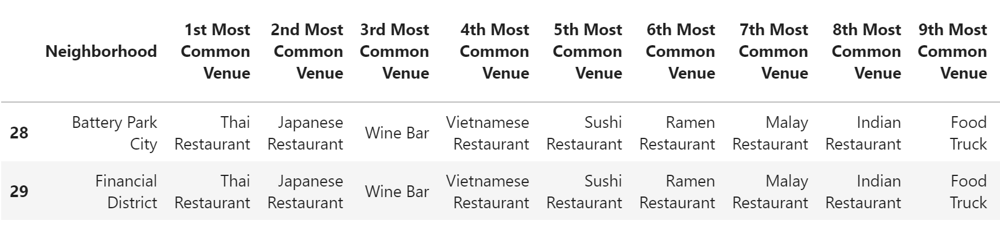 Neighborhood 1st Most Common Venue 2nd Most Common Venue 3rd Most Common Venue 4th Most Common Venue 5th Most Common Venue 6th Most Common Venue 7th Most Common Venue 8th Most Common Venue 9th Most Common Venue
28 Battery Park City Thai Restaurant Japanese Restaurant Wine Bar Vietnamese Restaurant Sushi Restaurant Ramen Restaurant Malay Restaurant Indian Restaurant Food Truck
29 Financial District Thai Restaurant Japanese Restaurant Wine Bar Vietnamese Restaurant Sushi Restaurant Ramen Restaurant Malay Restaurant Indian Restaurant Food Truck